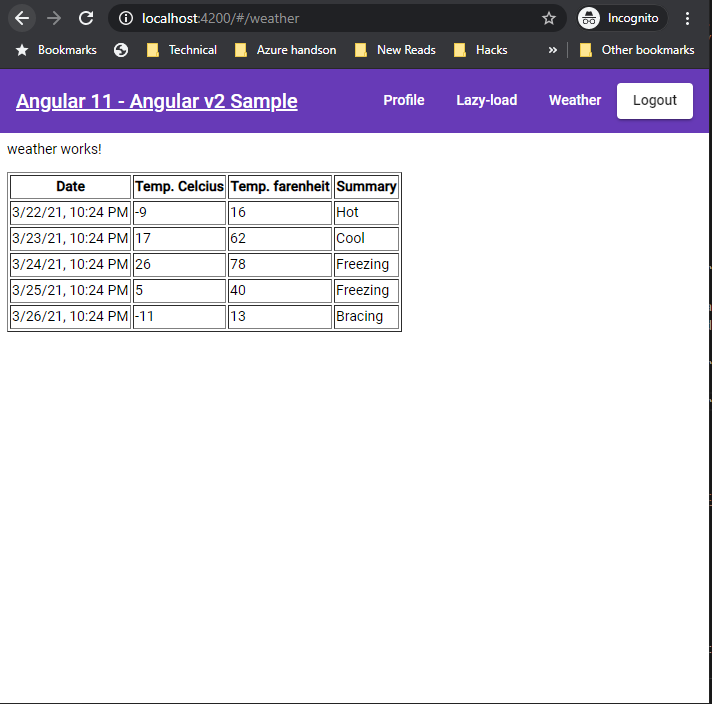 localhost:4200/#/weather
Incognito
Bookmarks Technical Azure handson New Reads Hacks » Other bookmarks
Angular 11 - Angular v2 Sample Profile Lazy-load Weather Logout
weather works!
Date Temp. Celcius Temp. farenheit Summary
3/22/21, 10:24 PM -9 16 Hot
3/23/21, 10:24 PM 17 62 Cool
3/24/21, 10:24 PM 26 78 Freezing
3/25/21, 10:24 PM 5 40 Freezing
3/26/21, 10:24 PM -11 13 Bracing